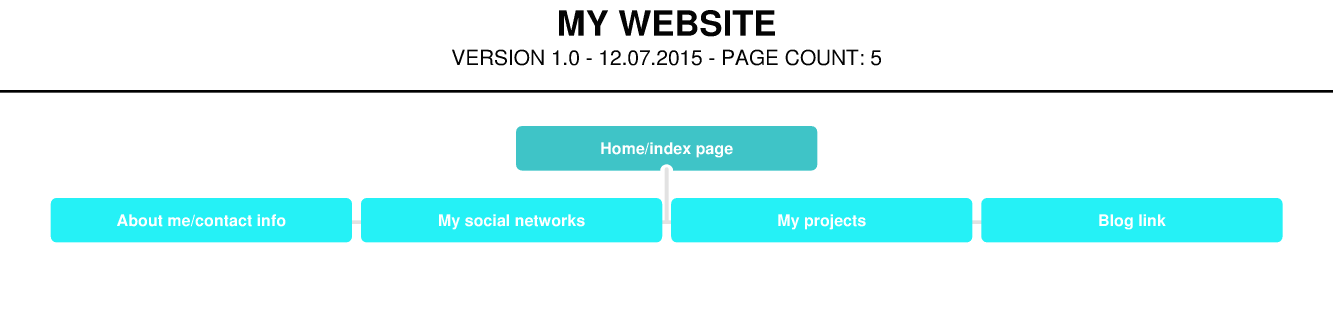 MY WEBSITE
VERSION 1.0 - 12.07.2015 - PAGE COUNT: 5
Home/index page
About me/contact info
My social networks
My projects
Blog link